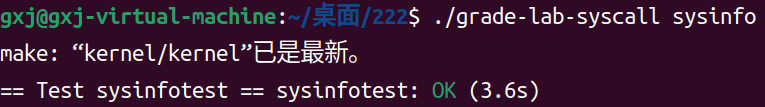 gxj@gxj-virtual-machine:~/桌面/222$ ./grade-lab-syscall sysinfo
make: “kernel/kernel”已是最新。
== Test sysinfotest == sysinfotest: OK (3.6s)